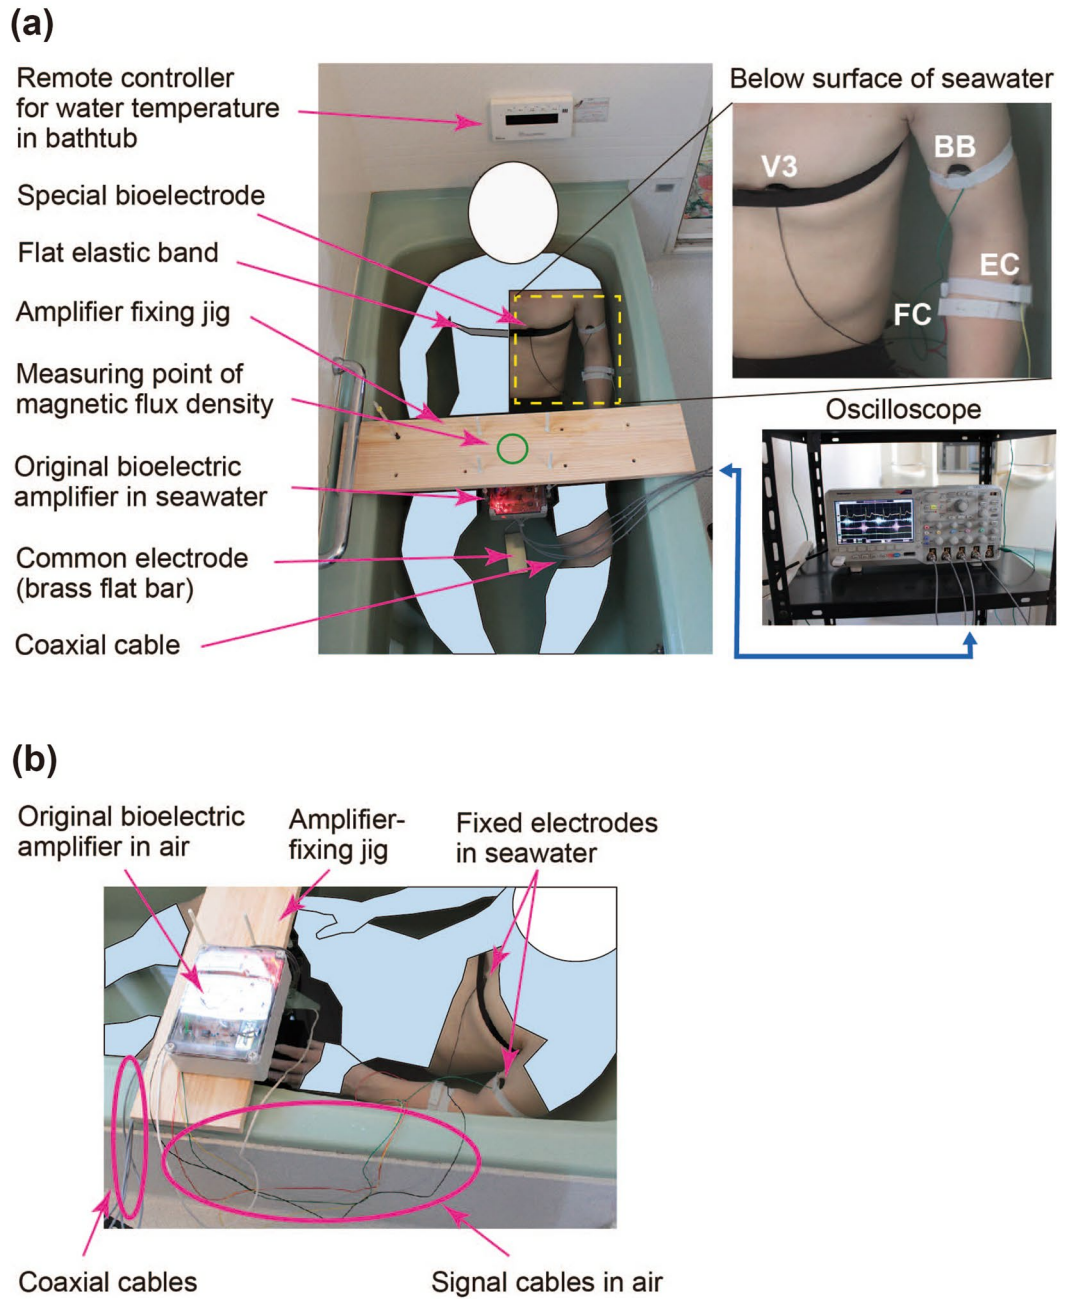 (a)
Remote controller
for water temperature
in bathtub
Special bioelectrode
Flat elastic band
Amplifier fixing jig
Measuring point of
magnetic flux density
Original bioelectric
amplifier in seawater
Common electrode
(brass flat bar)
Coaxial cable
Below surface of seawater
V3
BB
EC
FC
Oscilloscope
(b)
Original bioelectric
amplifier in air
Amplifier-
fixing jig
Fixed electrodes
in seawater
Coaxial cables
Signal cables in air